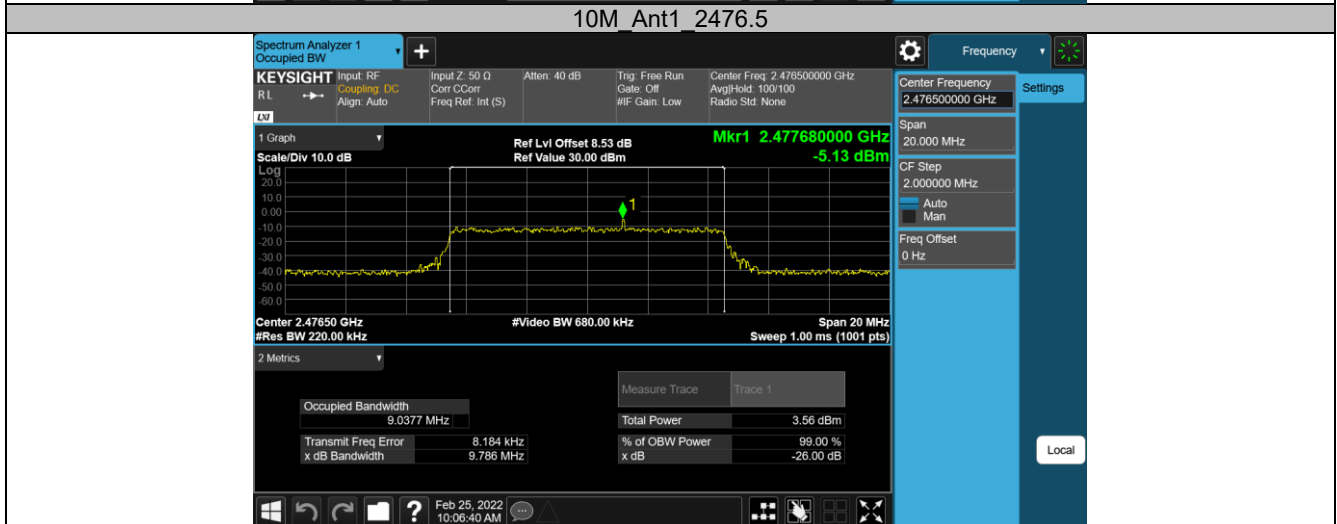 10M_Ant1_2476.5
Spectrum Analyzer 1
Occupied BW
+
Frequency
KEYSIGHT
RL
LXI
Input: RF
Coupling: DC
Align: Auto
Input Z: 50 Ω
Corr CCorr
Freq Ref: Int (S)
Atten: 40 dB
Trig: Free Run
Gate: Off
#IF Gain: Low
Center Freq: 2.476500000 GHz
Avg|Hold: 100/100
Radio Std: None
Center Frequency
2.476500000 GHz
Settings
Span
20.000 MHz
CF Step
2.000000 MHz
Auto
Man
Freq Offset
0 Hz
1 Graph
Scale/Div 10.0 dB
Ref Lvl Offset 8.53 dB
Ref Value 30.00 dBm
Mkr1 2.477680000 GHz
-5.13 dBm
Log
20.0
10.0
0.00
-10.0
-20.0
-30.0
-40.0
-50.0
-60.0
1
Center 2.47650 GHz
#Video BW 680.00 kHz
Span 20 MHz
#Res BW 220.00 kHz
Sweep 1.00 ms (1001 pts)
2 Metrics
Measure Trace
Trace 1
Occupied Bandwidth
9.0377 MHz
Total Power
3.56 dBm
Transmit Freq Error
8.184 kHz
% of OBW Power
99.00 %
x dB Bandwidth
9.786 MHz
x dB
-26.00 dB
Local
?
Feb 25, 2022
10:06:40 AM